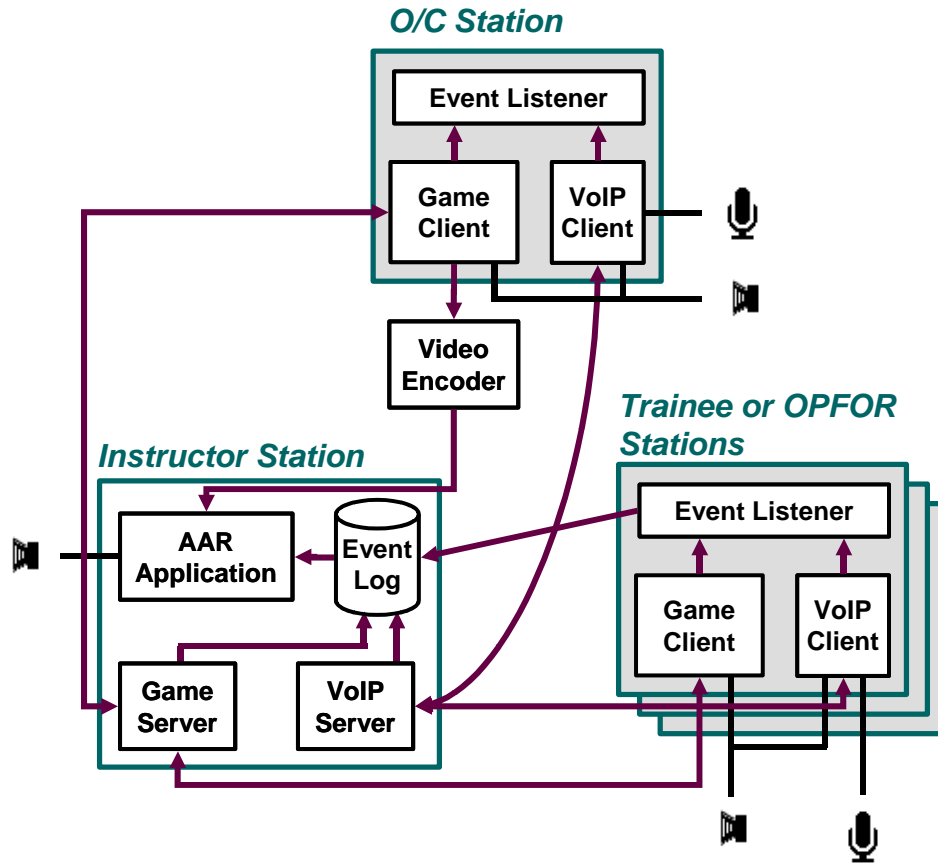 O/C Station
Event Listener
Game
Client
VoIP
Client
Video
Encoder
Trainee or OPFOR
Stations
Instructor Station
Event Listener
AAR
Application
Event
Log
Game
Client
VoIP
Client
Game
Server
VoIP
Server